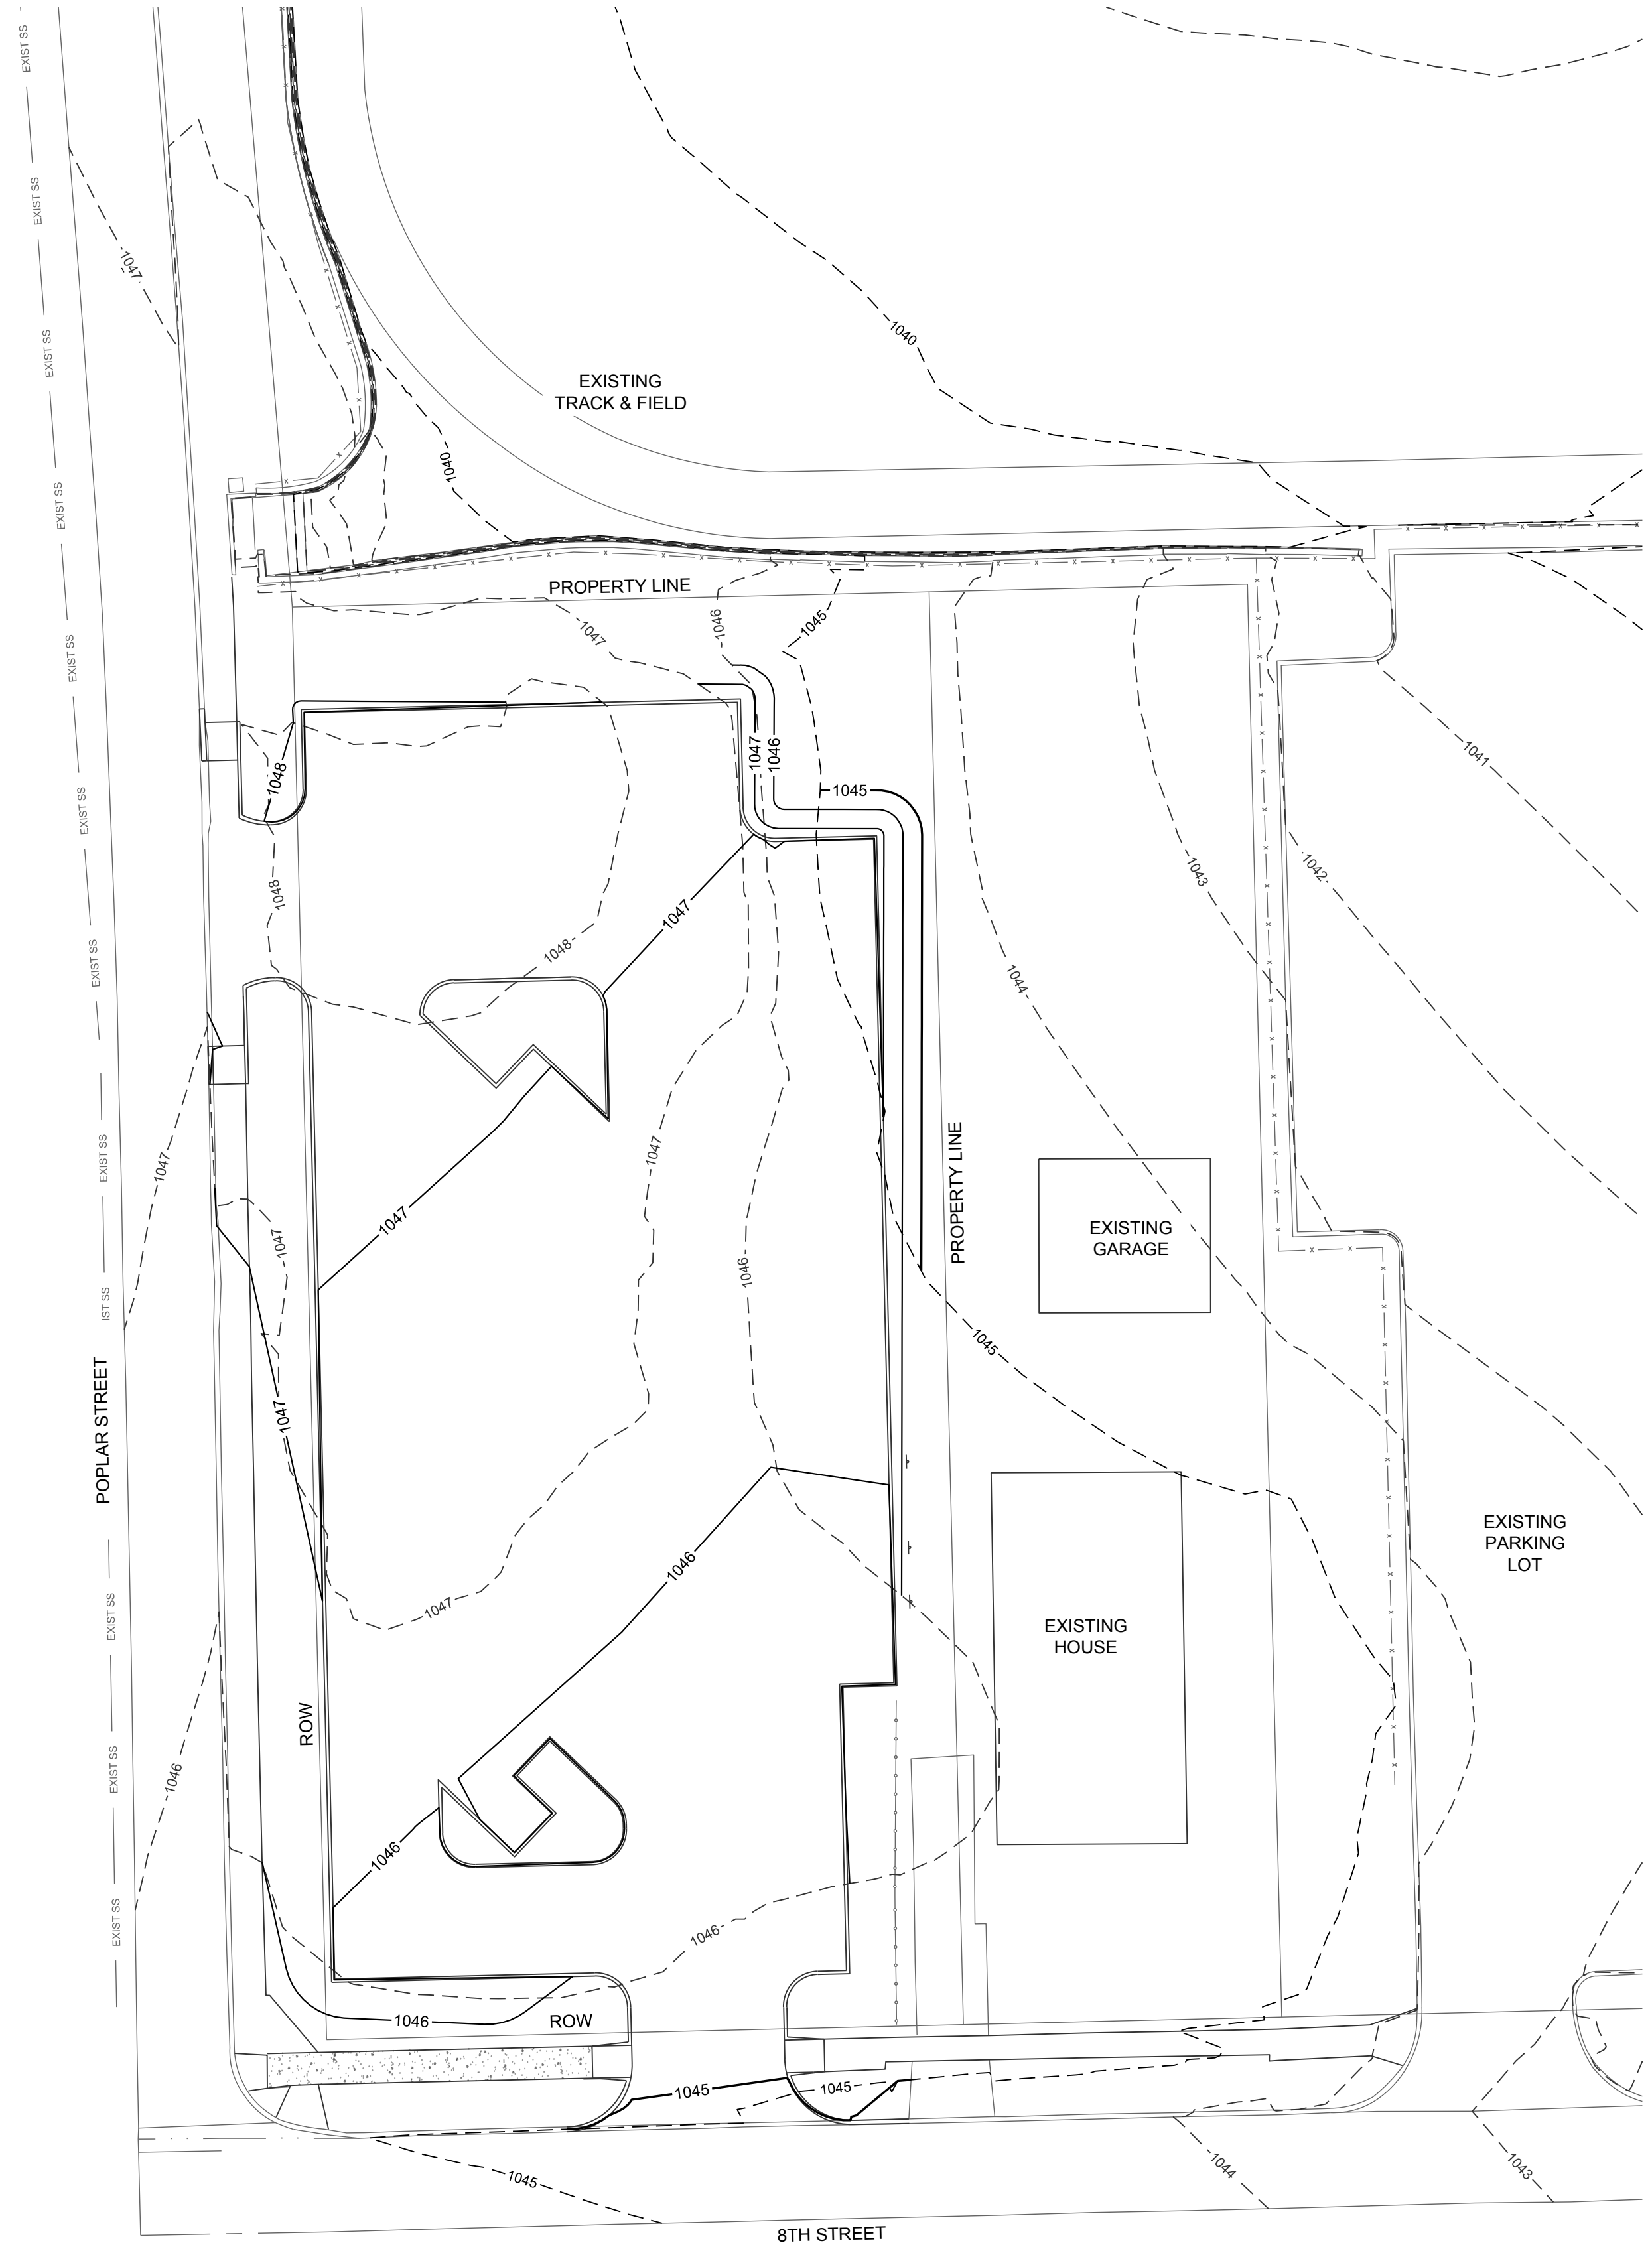 EXIST SS
EXIST SS
1047
EXIST SS
1040
EXISTING
TRACK & FIELD
1040
EXIST SS
PROPERTY LINE
1047
1046
1045
EXIST SS
1048
1047
1046
1045
1041
EXIST SS
1048
1047
1043
1042
EXIST SS
1048
1044
1047
EXIST SS
1047
PROPERTY LINE
1047
1047
1046
EXISTING
GARAGE
IST SS
1045
POPLAR STREET
1047
EXISTING
PARKING
LOT
1046
EXIST SS
1047
EXISTING
HOUSE
ROW
EXIST SS
1046
1046
EXIST SS
1046
1046
ROW
1045
1045
1045
1044
1043
8TH STREET